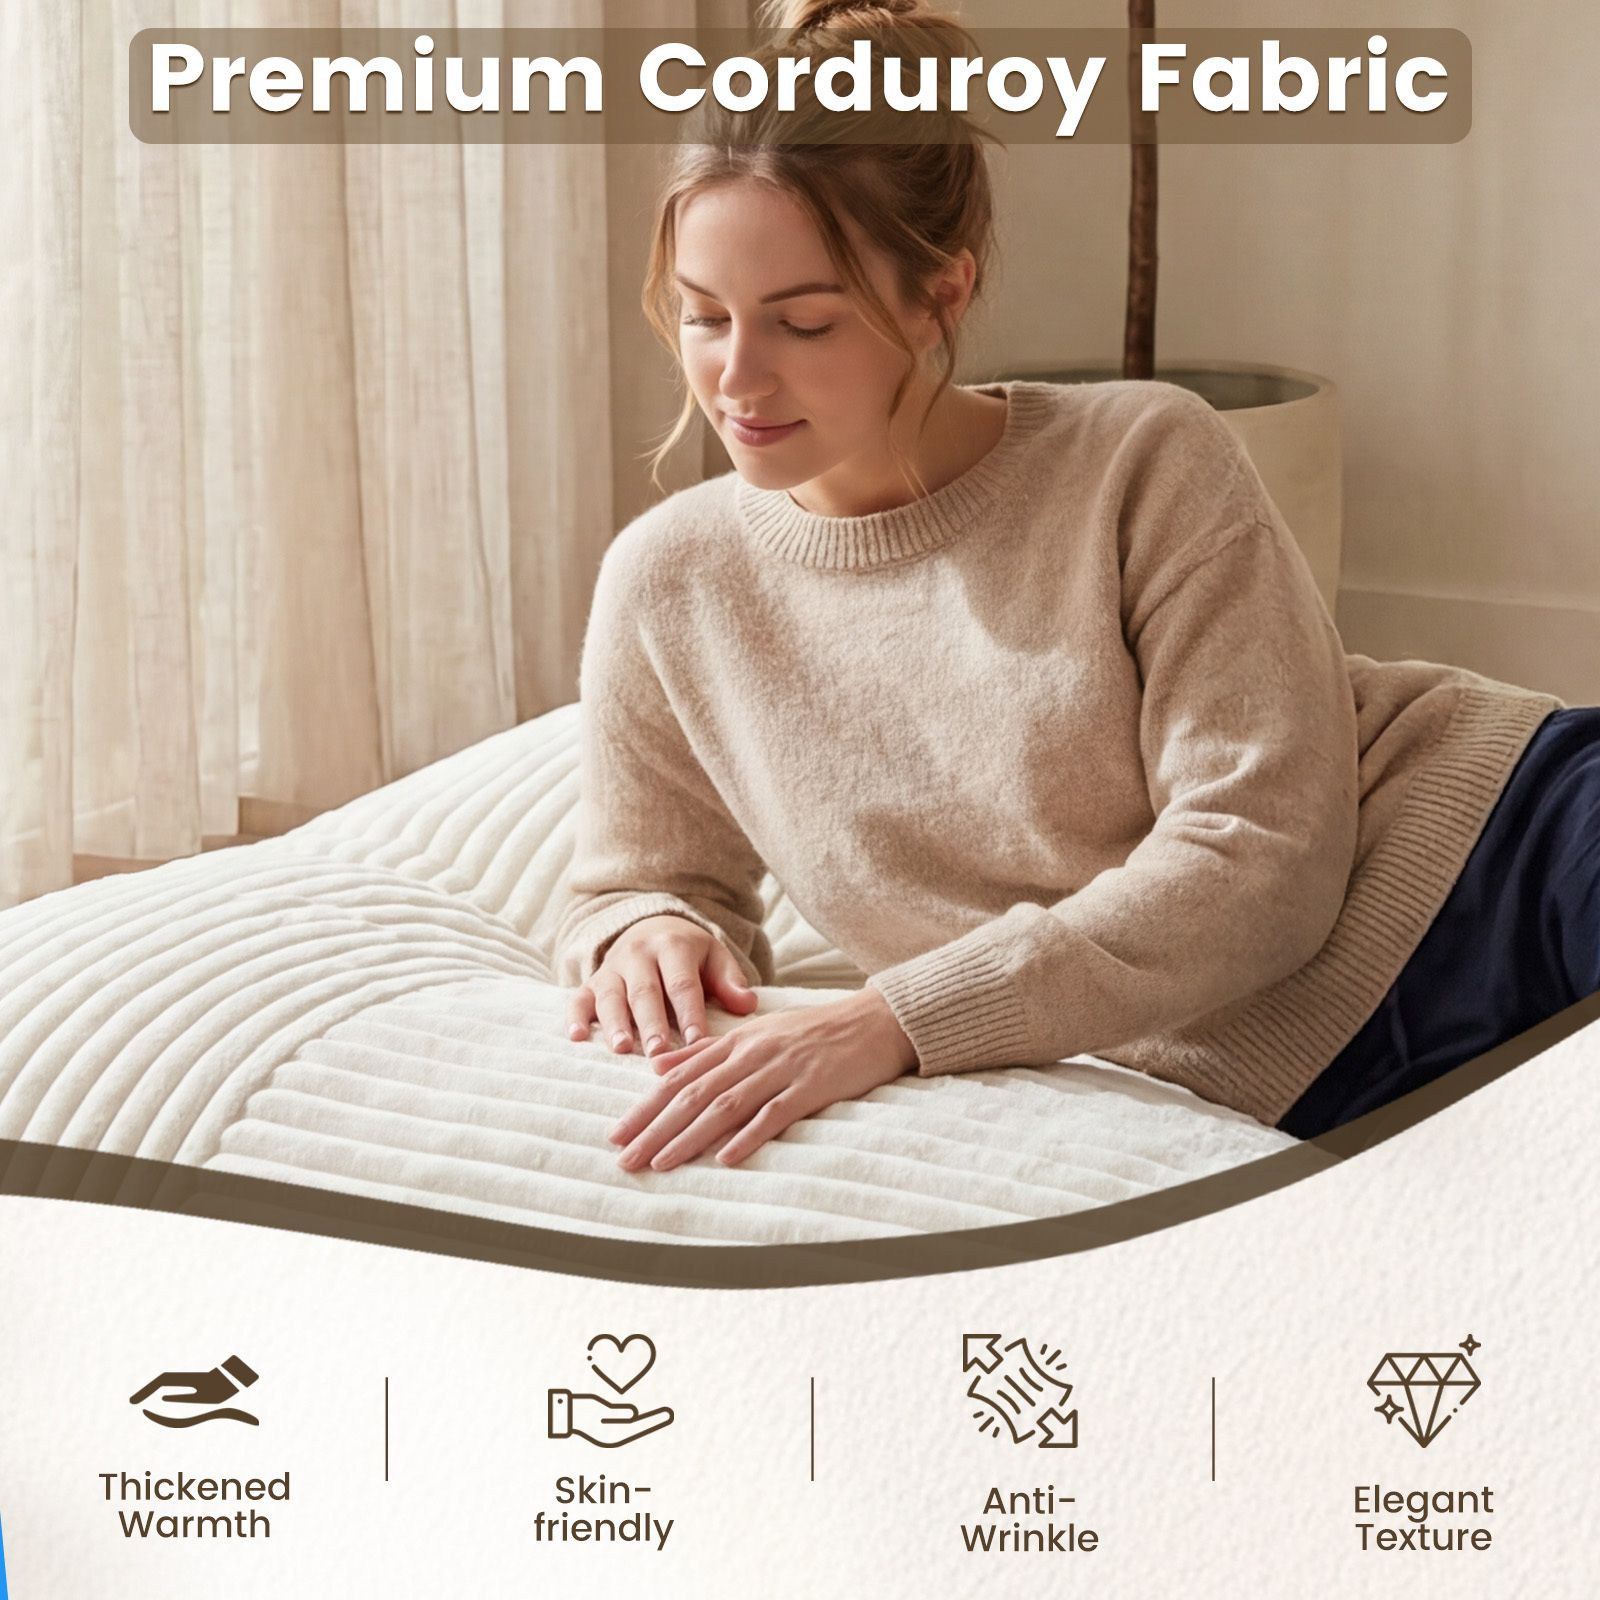 Premium Corduroy Fabric
Thickened
Warmth
Skin-
friendly
Anti-
Wrinkle
Elegant
Texture